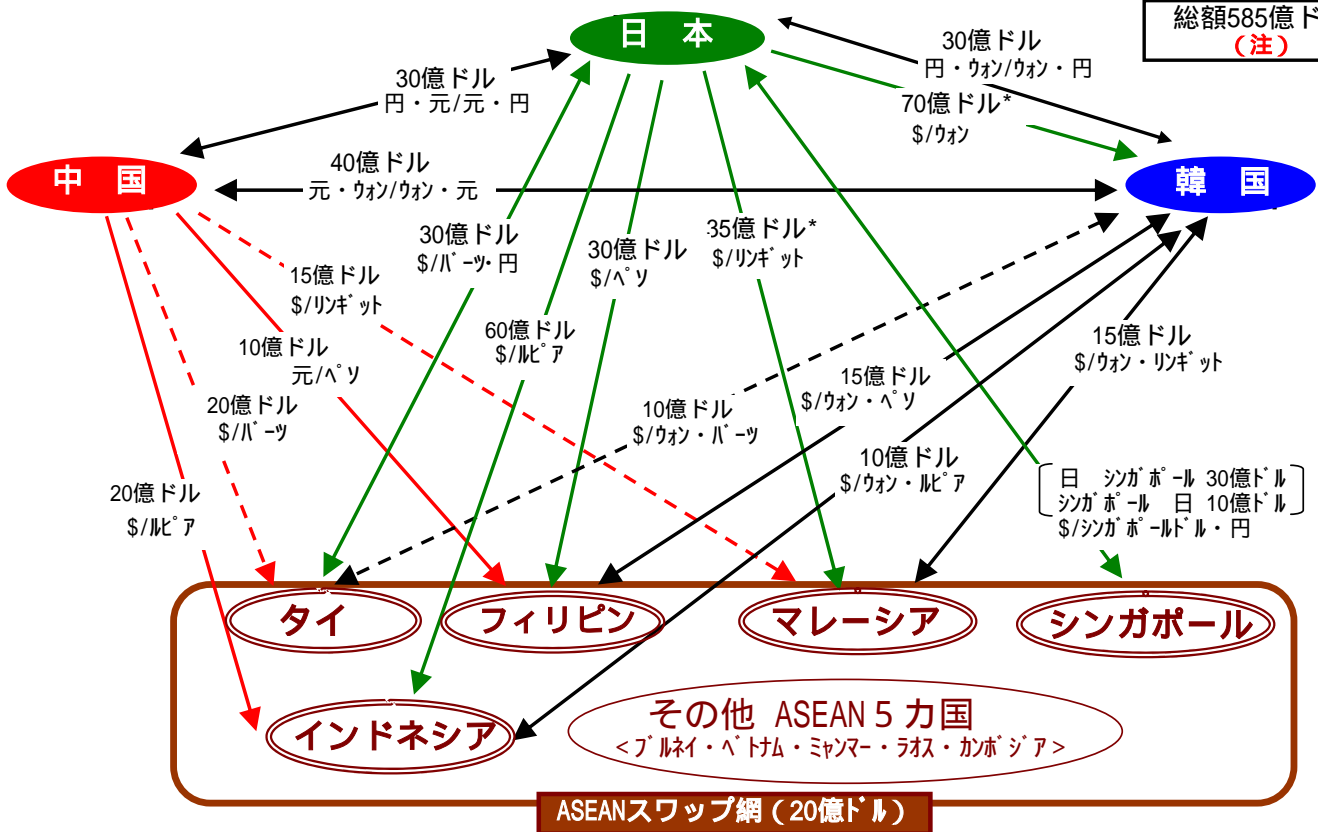 総額585億ド
（注）
日　本
30億ドル
円・ウォン/ウォン・円
30億ドル
円・元/元・円
70億ドル*
$/ウォン
中　国
40億ドル
元・ウォン/ウォン・元
韓　国
30億ドル
$/バーツ・円
30億ドル
$/ペソ
35億ドル*
$/リンギット
15億ドル
$/リンギット
60億ドル
$/ルピア
10億ドル
元/ペソ
15億ドル
$/ウォン・リンギット
20億ドル
$/バーツ
10億ドル
$/ウォン・バーツ
15億ドル
$/ウォン・ペソ
10億ドル
$/ウォン・ルピア
20億ドル
$/ルピア
日　シンガポール 30億ドル
シンガポール　日 10億ドル
$/シンガポールドル・円
タイ
フィリピン
マレーシア
シンガポール
インドネシア
その他 ASEAN 5 カ国
<ブルネイ・ベトナム・ミャンマー・ラオス・カンボジア>
ASEANスワップ網（20億ドル）